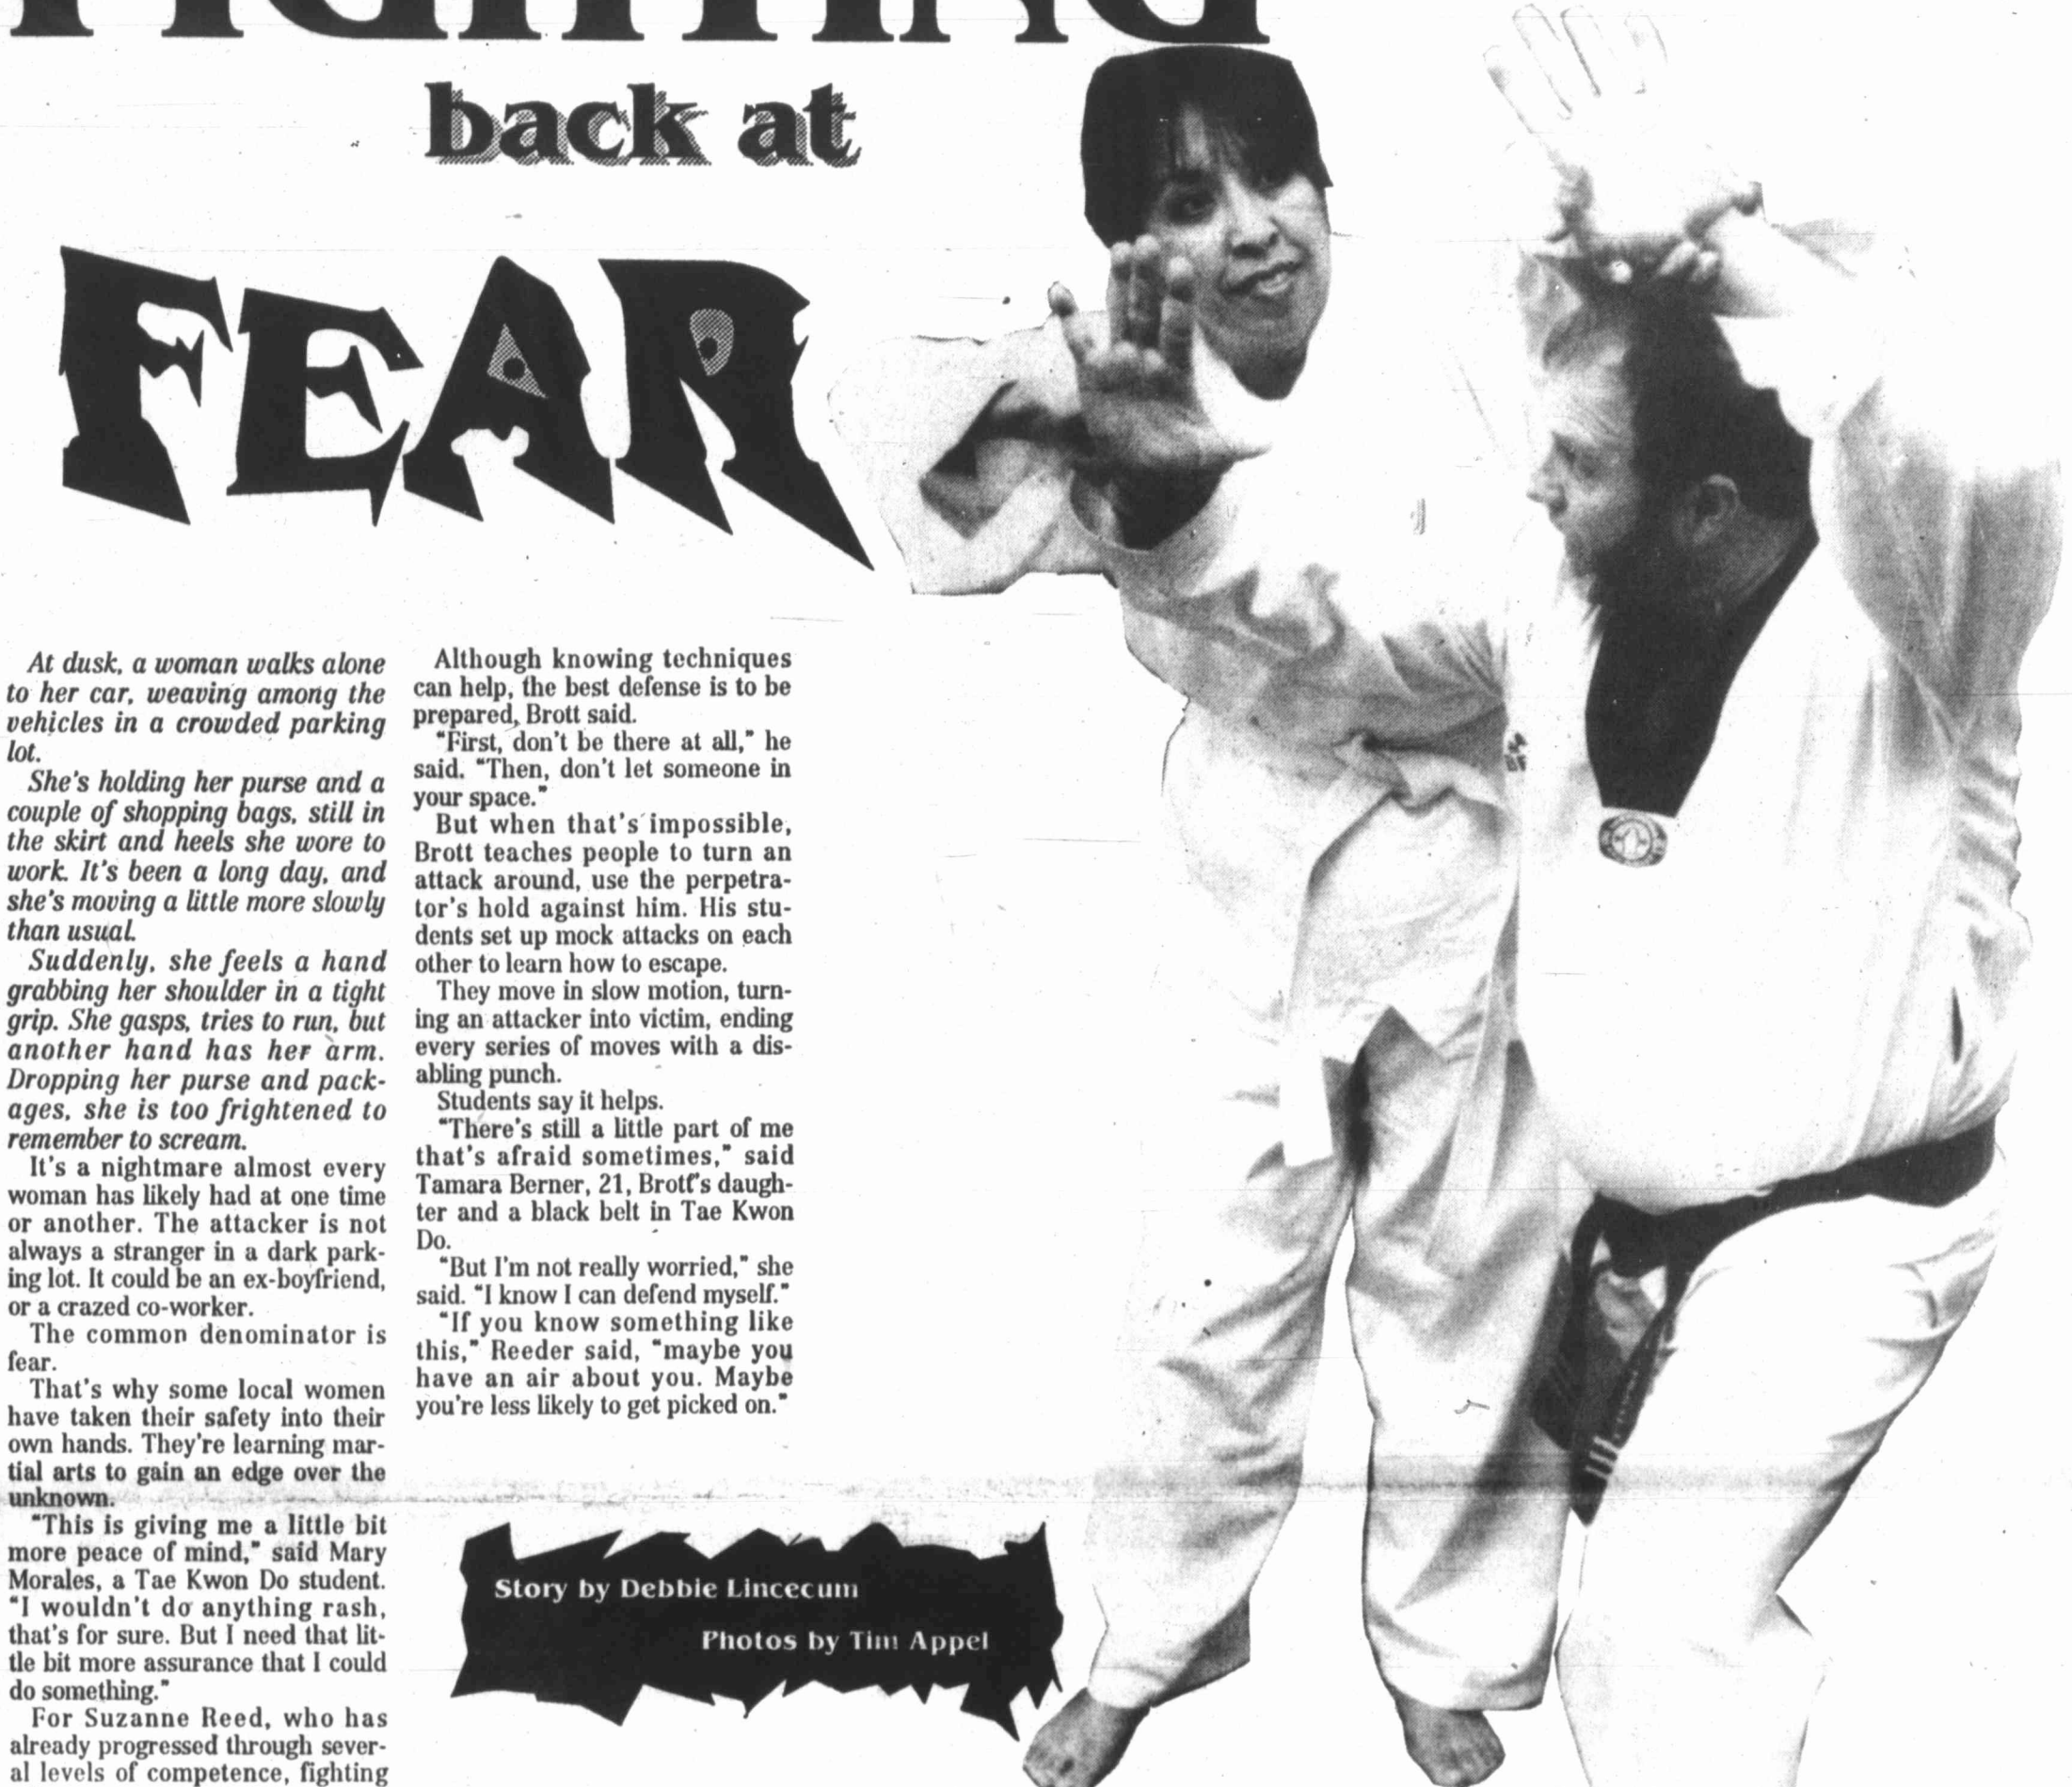 FIGHTING
back at
FEAR
At dusk, a woman walks alone
to her car, weaving among the
vehicles in a crowded parking
lot.
She's holding her purse and a
couple of shopping bags, still in
the skirt and heels she wore to
work. It's been a long day, and
she's moving a little more slowly
than usual.
Suddenly, she feels a hand
grabbing her shoulder in a tight
grip. She gasps, tries to run, but
another hand has her arm.
Dropping her purse and pack-
ages, she is too frightened to
remember to scream.
It's a nightmare almost every
woman has likely had at one time
or another. The attacker is not
always a stranger in a dark park-
ing lot. It could be an ex-boyfriend,
or a crazed co-worker.
The common denominator is
fear.
That's why some local women
have taken their safety into their
own hands. They're learning mar-
tial arts to gain an edge over the
unknown.
"This is giving me a little bit
more peace of mind," said Mary
Morales, a Tae Kwon Do student.
"I wouldn't do anything rash,
that's for sure. But I need that lit-
tle bit more assurance that I could
do something."
For Suzanne Reed, who has
already progressed through sever-
al levels of competence, fighting
Although knowing techniques
can help, the best defense is to be
prepared, Brott said.
"First, don't be there at all," he
said. "Then, don't let someone in
your space."
But when that's impossible,
Brott teaches people to turn an
attack around, use the perpetra-
tor's hold against him. His stu-
dents set up mock attacks on each
other to learn how to escape.
They move in slow motion, turn-
ing an attacker into victim, ending
every series of moves with a dis-
abling punch.
Students say it helps.
"There's still a little part of me
that's afraid sometimes," said
Tamara Berner, 21, Brott's daugh-
ter and a black belt in Tae Kwon
Do.
"But I'm not really worried," she
said. "I know I can defend myself."
"If you know something like
this," Reeder said, "maybe you
have an air about you. Maybe
you're less likely to get picked on."
Story by Debbie Lincecum
Photos by Tim Appel